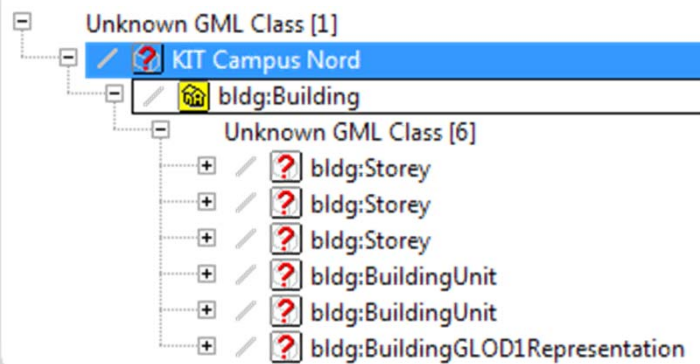 Unknown GML Class [1]
KIT Campus Nord
bldg:Building
Unknown GML Class [6]
bldg:Storey
bldg:Storey
bldg:Storey
bldg:BuildingUnit
bldg:BuildingUnit
bldg:BuildingGLOD1Representation